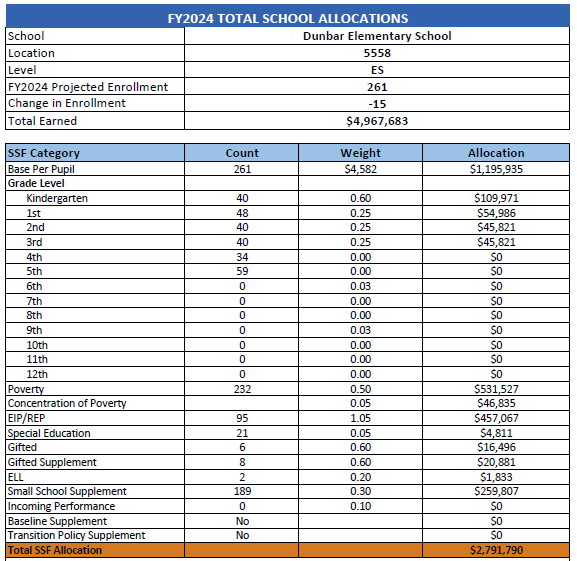 FY2024 TOTAL SCHOOL ALLOCATIONS
School Dunbar Elementary School
Location 5558
Level ES
FY2024 Projected Enrollment 261
Change in Enrollment -15
Total Earned $4,967,683
SSF Category Count Weight Allocation
Base Per Pupil 261 $4,582 $1,195,935
Grade Level
Kindergarten 40 0.60 $109,971
1st 48 0.25 $54,986
2nd 40 0.25 $45,821
3rd 40 0.25 $45,821
4th 34 0.00 $0
5th 59 0.00 $0
6th 0 0.03 $0
7th 0 0.00 $0
8th 0 0.00 $0
9th 0 0.03 $0
10th 0 0.00 $0
11th 0 0.00 $0
12th 0 0.00 $0
Poverty 232 0.50 $531,527
Concentration of Poverty 0.05 $46,835
EIP/REP 95 1.05 $457,067
Special Education 21 0.05 $4,811
Gifted 6 0.60 $16,496
Gifted Supplement 8 0.60 $20,881
ELL 2 0.20 $1,833
Small School Supplement 189 0.30 $259,807
Incoming Performance 0 0.10 $0
Baseline Supplement No $0
Transition Policy Supplement No $0
Total SSF Allocation $2,791,790